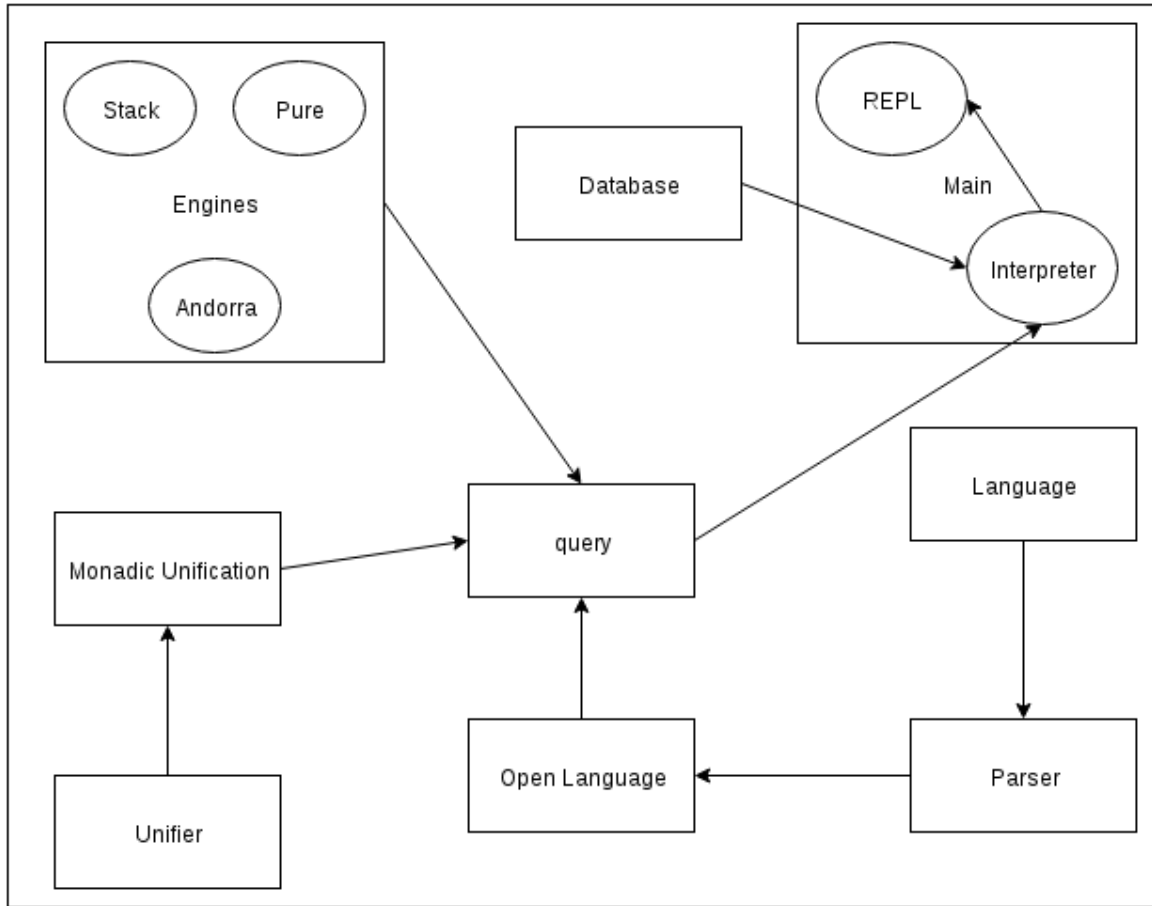 Stack
Pure
REPL
Database
Main
Engines
Interpreter
Andorra
Language
query
Monadic Unification
Open Language
Parser
Unifier